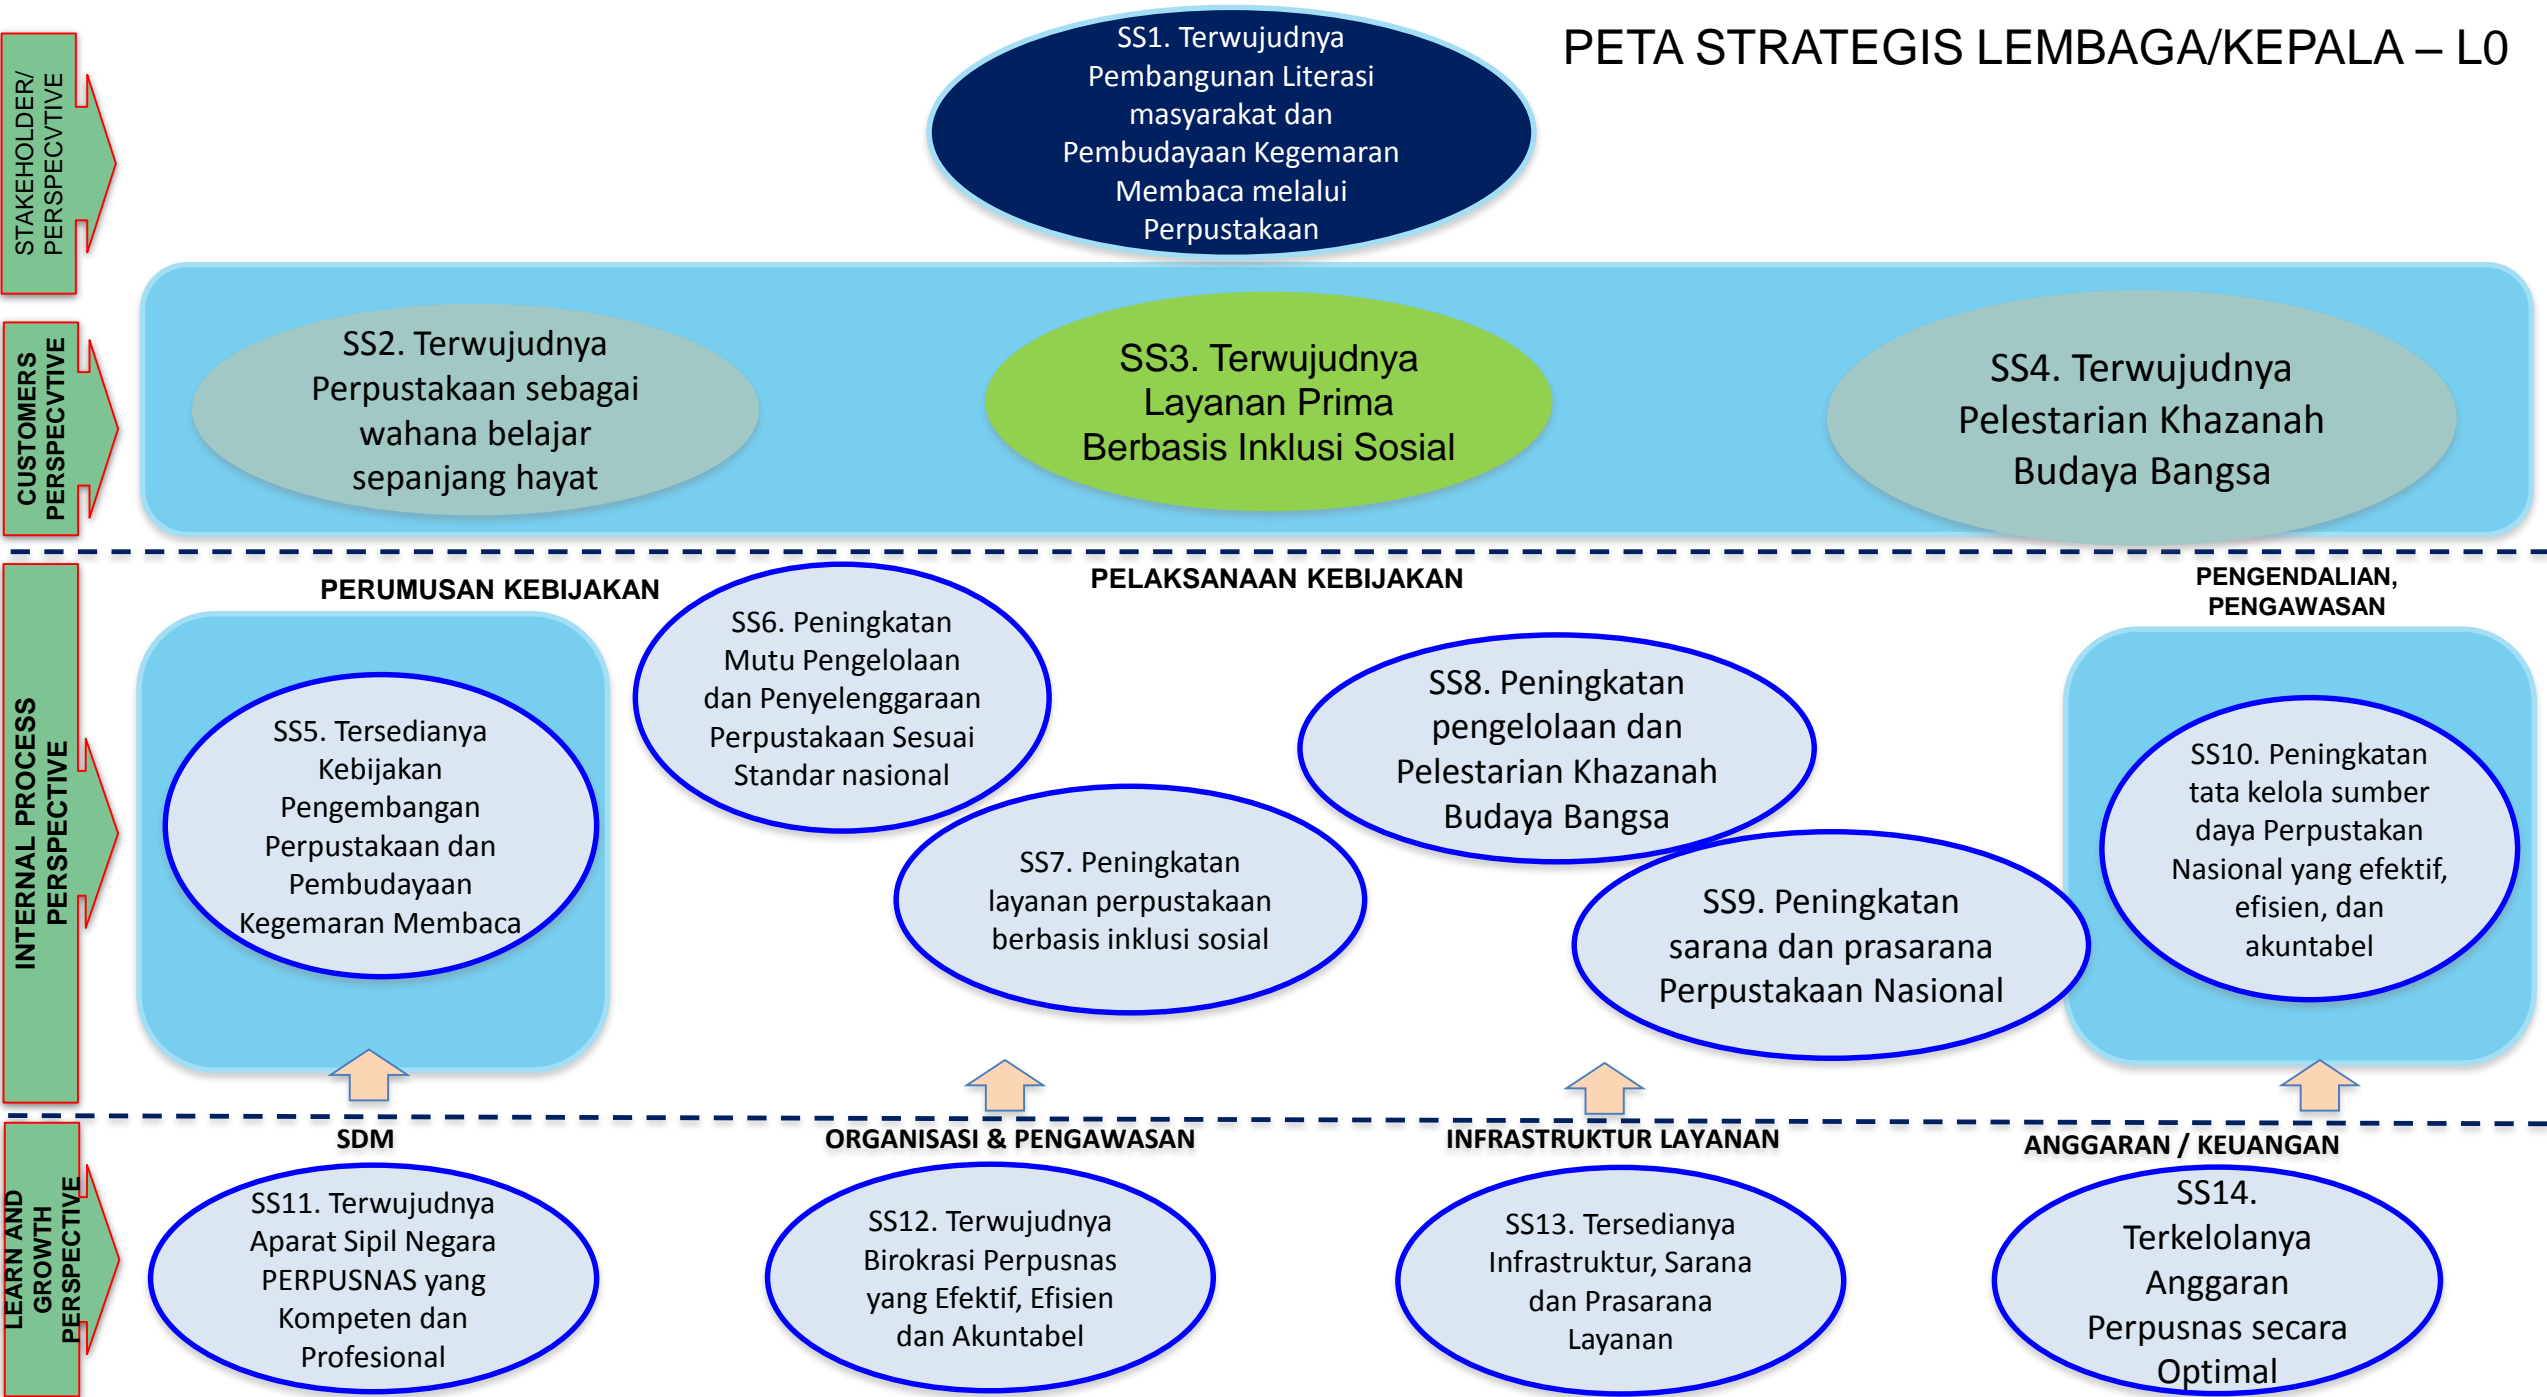 PETA STRATEGIS LEMBAGA/KEPALA – L0
STAKEHOLDER/
PERSPECVTIVE
SS1. Terwujudnya
Pembangunan Literasi
masyarakat dan
Pembudayaan Kegemaran
Membaca melalui
Perpustakaan
CUSTOMERS
PERSPECVTIVE
SS2. Terwujudnya
Perpustakaan sebagai
wahana belajar
sepanjang hayat
SS3. Terwujudnya
Layanan Prima
Berbasis Inklusi Sosial
SS4. Terwujudnya
Pelestarian Khazanah
Budaya Bangsa
INTERNAL PROCESS
PERSPECTIVE
PERUMUSAN KEBIJAKAN
SS5. Tersedianya
Kebijakan
Pengembangan
Perpustakaan dan
Pembudayaan
Kegemaran Membaca
PELAKSANAAN KEBIJAKAN
SS6. Peningkatan
Mutu Pengelolaan
dan Penyelenggaraan
Perpustakaan Sesuai
Standar nasional
SS7. Peningkatan
layanan perpustakaan
berbasis inklusi sosial
SS8. Peningkatan
pengelolaan dan
Pelestarian Khazanah
Budaya Bangsa
SS9. Peningkatan
sarana dan prasarana
Perpustakaan Nasional
PENGENDALIAN,
PENGAWASAN
SS10. Peningkatan
tata kelola sumber
daya Perpustakan
Nasional yang efektif,
efisien, dan
akuntabel
LEARN AND
GROWTH
PERSPECTIVE
SDM
SS11. Terwujudnya
Aparat Sipil Negara
PERPUSNAS yang
Kompeten dan
Profesional
ORGANISASI & PENGAWASAN
SS12. Terwujudnya
Birokrasi Perpusnas
yang Efektif, Efisien
dan Akuntabel
INFRASTRUKTUR LAYANAN
SS13. Tersedianya
Infrastruktur, Sarana
dan Prasarana
Layanan
ANGGARAN / KEUANGAN
SS14.
Terkelolanya
Anggaran
Perpusnas secara
Optimal